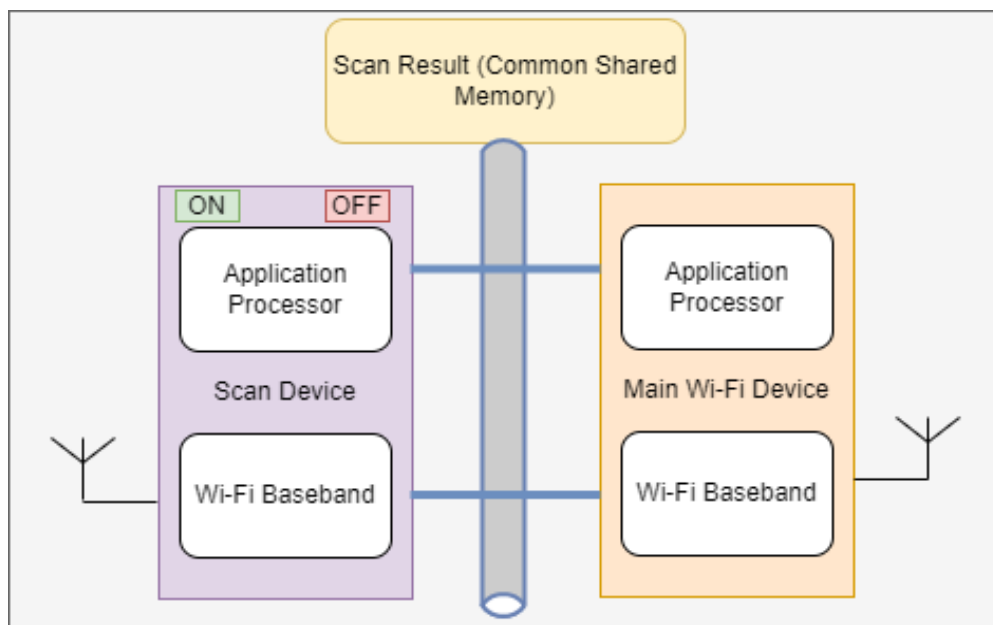 Scan Result (Common Shared
Memory)
ON
OFF
Application
Processor
Scan Device
Wi-Fi Baseband
Application
Processor
Main Wi-Fi Device
Wi-Fi Baseband